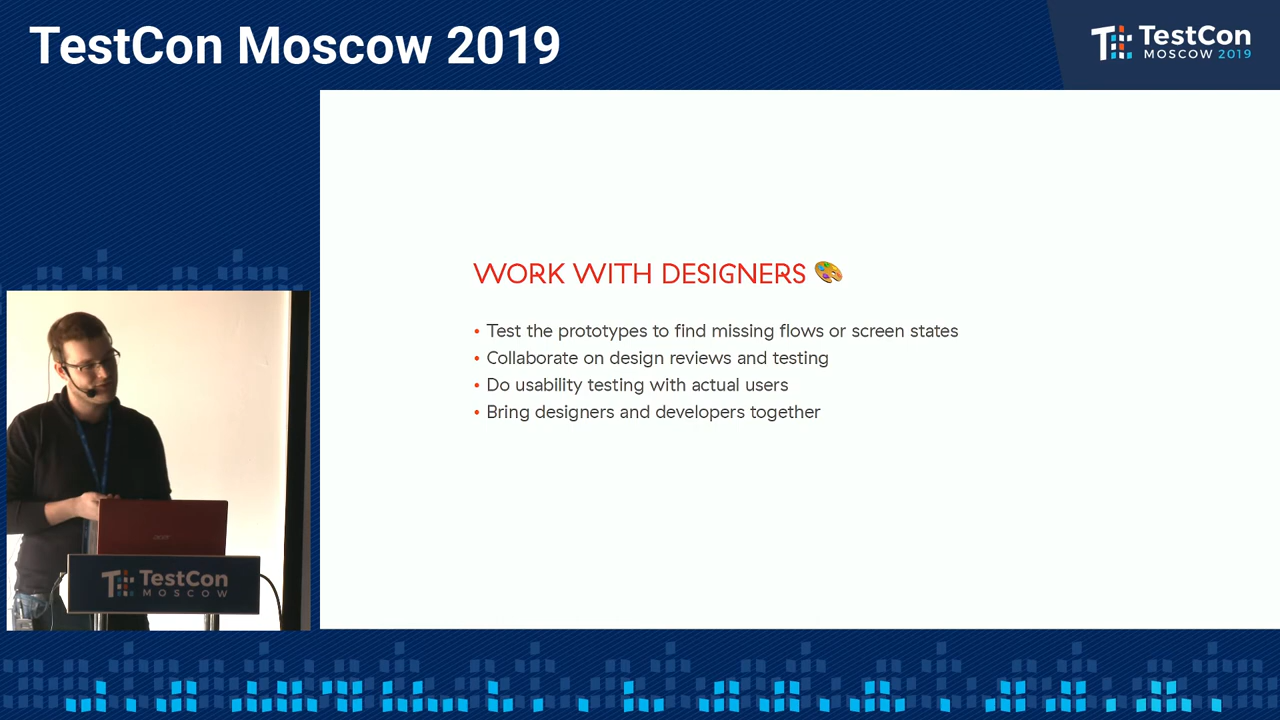 TestCon Moscow 2019
TestCon
MOSCOW 2019
WORK WITH DESIGNERS
• Test the prototypes to find missing flows or screen states
• Collaborate on design reviews and testing
• Do usability testing with actual users
• Bring designers and developers together
acer
TestCon
MOSCOW